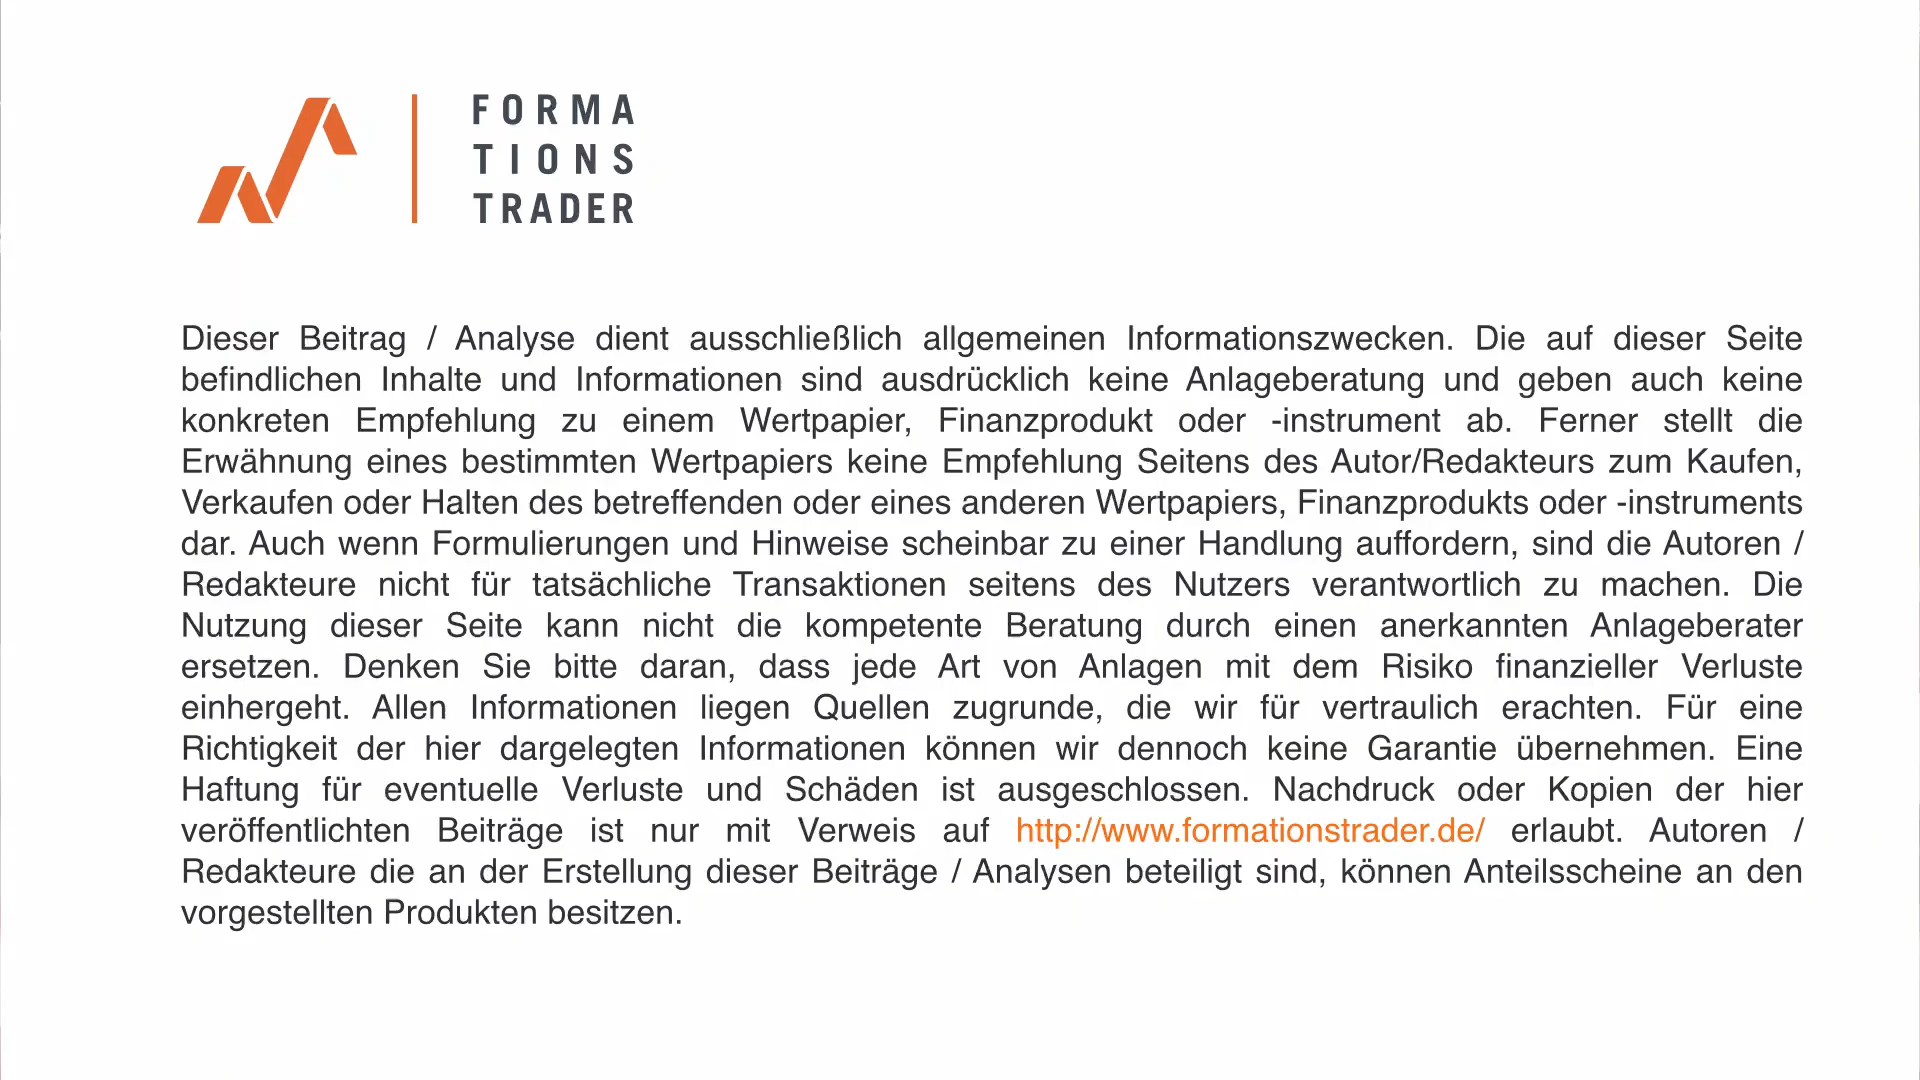 FORMA
TIONS
TRADER
Dieser Beitrag / Analyse dient ausschließlich allgemeinen Informationszwecken. Die auf dieser Seite
befindlichen Inhalte und Informationen sind ausdrücklich keine Anlageberatung und geben auch keine
konkreten Empfehlung zu einem Wertpapier, Finanzprodukt oder -instrument ab. Ferner stellt die
Erwähnung eines bestimmten Wertpapiers keine Empfehlung Seitens des Autor/Redakteurs zum Kaufen,
Verkaufen oder Halten des betreffenden oder eines anderen Wertpapiers, Finanzprodukts oder -instruments
dar. Auch wenn Formulierungen und Hinweise scheinbar zu einer Handlung auffordern, sind die Autoren /
Redakteure nicht für tatsächliche Transaktionen seitens des Nutzers verantwortlich zu machen. Die
Nutzung dieser Seite kann nicht die kompetente Beratung durch einen anerkannten Anlageberater
ersetzen. Denken Sie bitte daran, dass jede Art von Anlagen mit dem Risiko finanzieller Verluste
einhergeht. Allen Informationen liegen Quellen zugrunde, die wir für vertraulich erachten. Für eine
Richtigkeit der hier dargelegten Informationen können wir dennoch keine Garantie übernehmen. Eine
Haftung für eventuelle Verluste und Schäden ist ausgeschlossen. Nachdruck oder Kopien der hier
veröffentlichten Beiträge ist nur mit Verweis auf http://www.formationstrader.de/ erlaubt. Autoren /
Redakteure die an der Erstellung dieser Beiträge / Analysen beteiligt sind, können Anteilsscheine an den
vorgestellten Produkten besitzen.